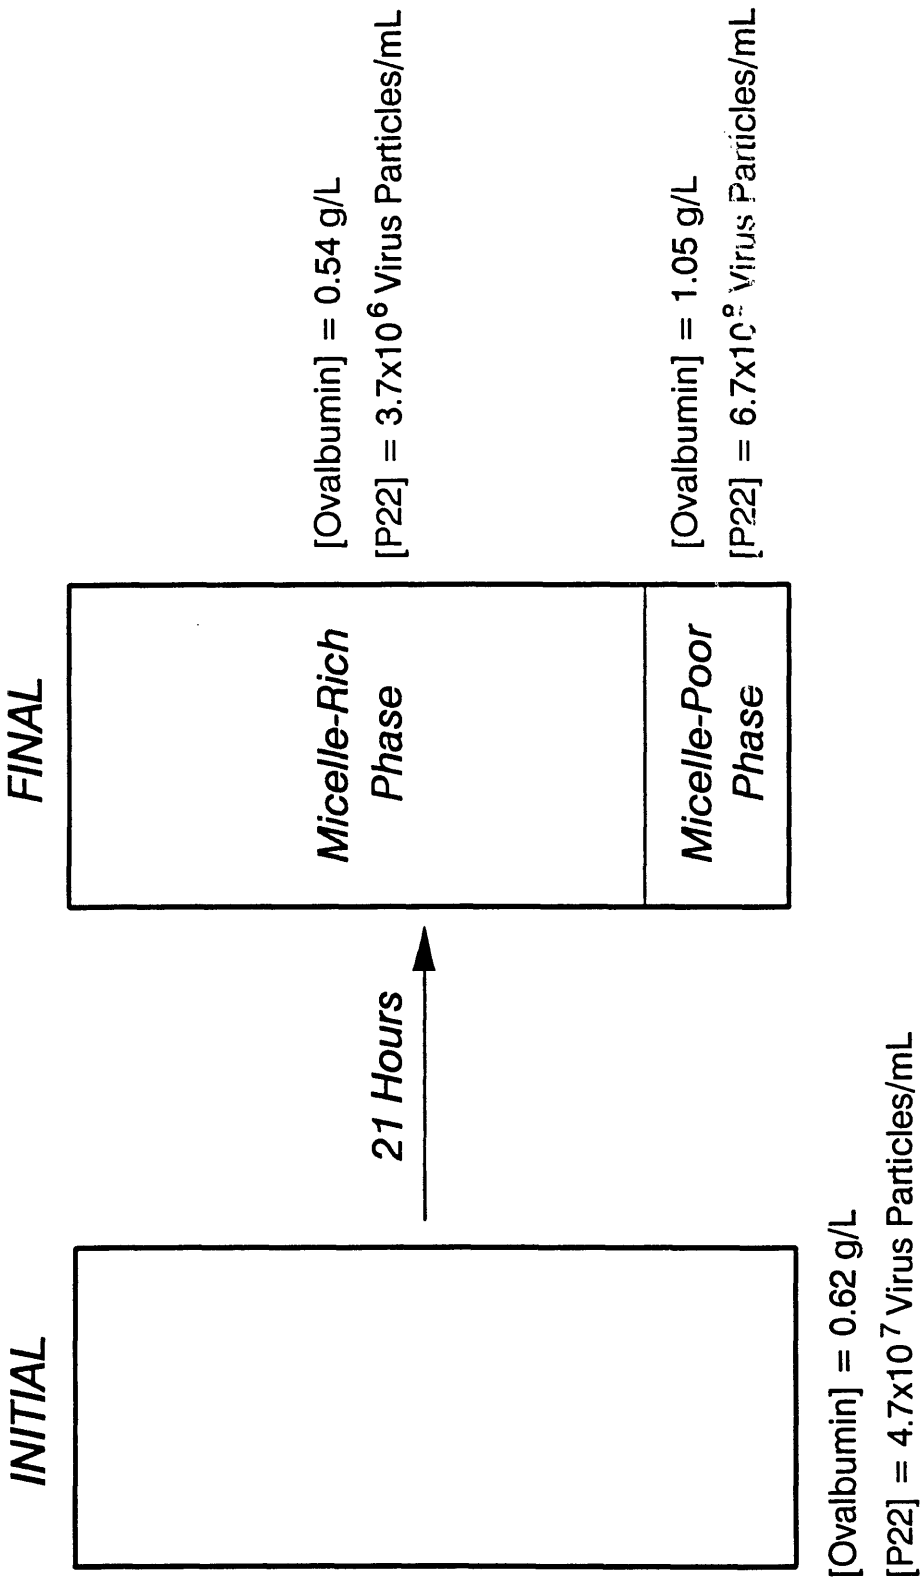 INITIAL
FINAL
21 Hours
Micelle-Rich
Phase
[Ovalbumin] = 0.54 g/L
[P22] = 3.7x10⁶ Virus Particles/mL
Micelle-Poor
Phase
[Ovalbumin] = 1.05 g/L
[P22] = 6.7x10⁸ Virus Particles/mL
[Ovalbumin] = 0.62 g/L
[P22] = 4.7x10⁷ Virus Particles/mL